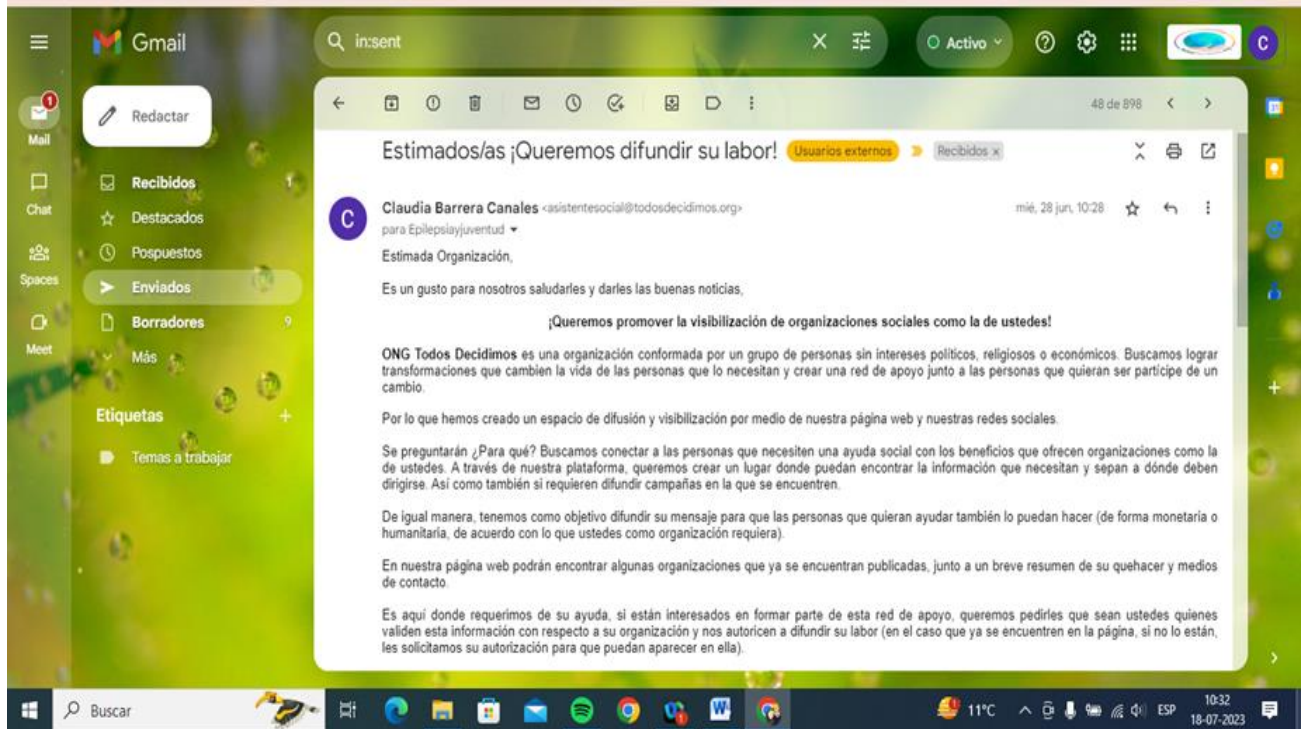 Gmail
in:sent
Activo
C
1
Mail
Redactar
48 de 898
Estimados/as ¡Queremos difundir su labor! Usuarios externos Recibidos x
Recibidos 1
Chat
Destacados
C
Claudia Barrera Canales <asistentesocial@todosdecidimos.org> mié, 28 jun, 10:28
para Epilepsiayjuventud
Pospuestos
Estimada Organización,
Spaces
Enviados
Es un gusto para nosotros saludarles y darles las buenas noticias,
Borradores 9
¡Queremos promover la visibilización de organizaciones sociales como la de ustedes!
Meet
Más
ONG Todos Decidimos es una organización conformada por un grupo de personas sin intereses políticos, religiosos o económicos. Buscamos lograr
transformaciones que cambien la vida de las personas que lo necesitan y crear una red de apoyo junto a las personas que quieran ser partícipe de un
cambio.
Etiquetas
Por lo que hemos creado un espacio de difusión y visibilización por medio de nuestra página web y nuestras redes sociales.
Temas a trabajar
Se preguntarán ¿Para qué? Buscamos conectar a las personas que necesiten una ayuda social con los beneficios que ofrecen organizaciones como la
de ustedes. A través de nuestra plataforma, queremos crear un lugar donde puedan encontrar la información que necesitan y sepan a dónde deben
dirigirse. Así como también si requieren difundir campañas en la que se encuentren.
De igual manera, tenemos como objetivo difundir su mensaje para que las personas que quieran ayudar también lo puedan hacer (de forma monetaria o
humanitaria, de acuerdo con lo que ustedes como organización requiera).
En nuestra página web podrán encontrar algunas organizaciones que ya se encuentran publicadas, junto a un breve resumen de su quehacer y medios
de contacto.
Es aquí donde requerimos de su ayuda, si están interesados en formar parte de esta red de apoyo, queremos pedirles que sean ustedes quienes
validen esta información con respecto a su organización y nos autoricen a difundir su labor (en el caso que ya se encuentren en la página, si no lo están,
les solicitamos su autorización para que puedan aparecer en ella).
Buscar
11°C
ESP
10:32
18-07-2023